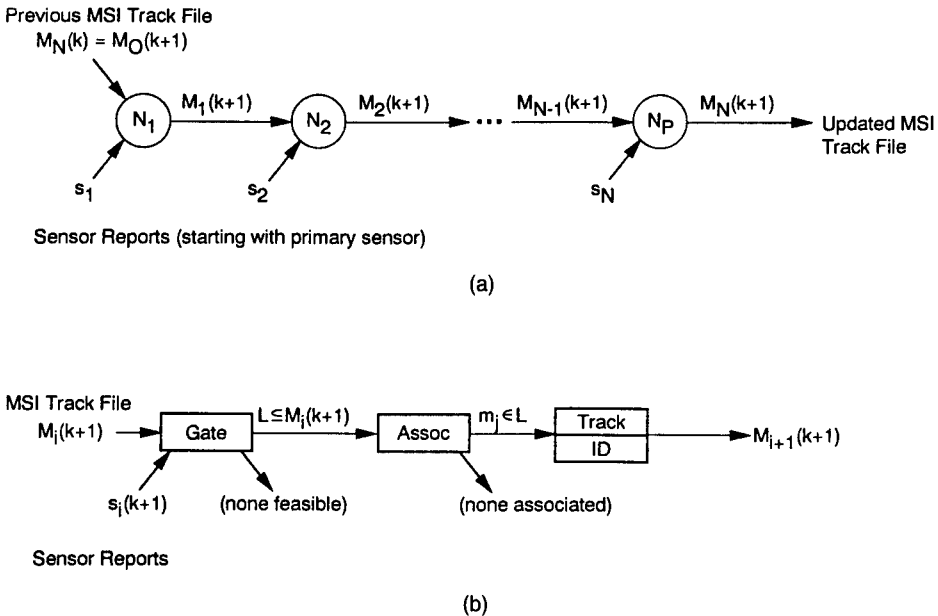 Previous MSI Track File
M_N(k) = M_O(k+1)
N_1
M_1(k+1)
N_2
M_2(k+1)
...
M_{N-1}(k+1)
N_P
M_N(k+1)
Updated MSI
Track File
s_1
s_2
s_N
Sensor Reports (starting with primary sensor)
(a)
MSI Track File
M_i(k+1)
Gate
L≤M_i(k+1)
Assoc
m_j∈L
Track
ID
M_{i+1}(k+1)
s_i(k+1)
(none feasible)
(none associated)
Sensor Reports
(b)